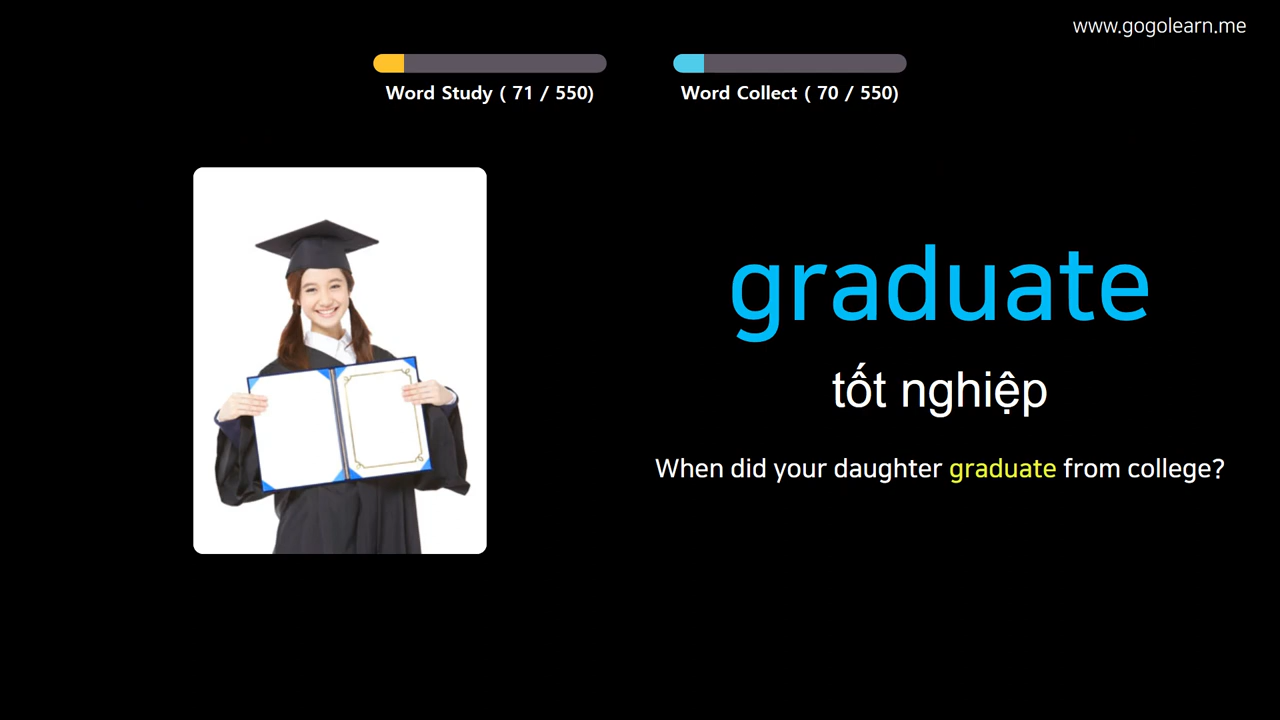 www.gogolearn.me
Word Study ( 71 / 550)
Word Collect ( 70 / 550)
graduate
tốt nghiệp
When did your daughter graduate from college?